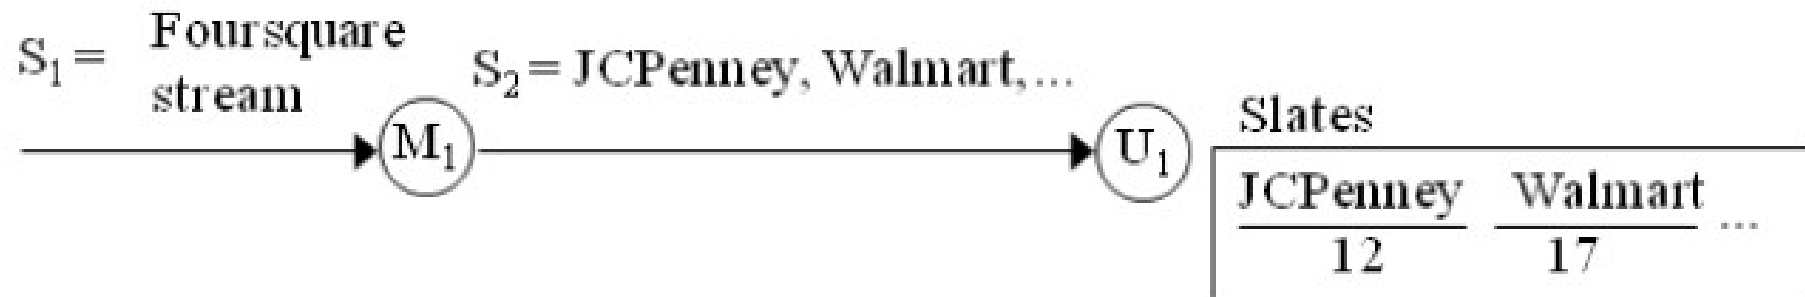 S₁ = Foursquare
stream
S₂ = JCPenney, Walmart, ...
M₁
U₁
Slates
JCPenney Walmart ...
12 17